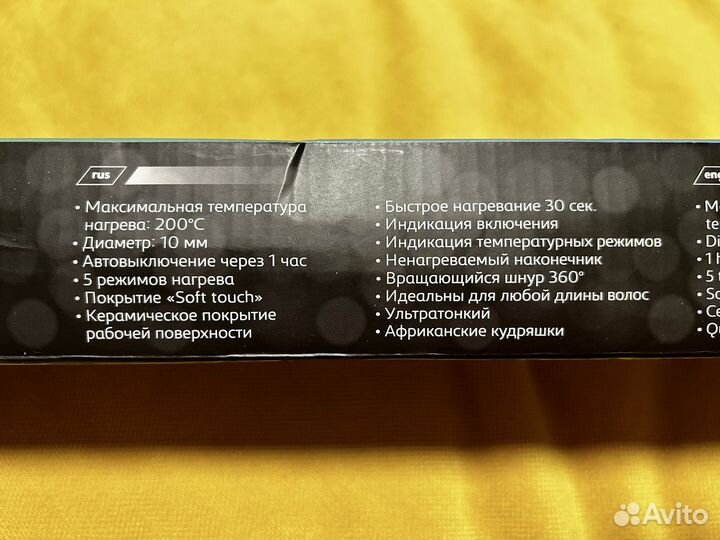 rus
• Максимальная температура
нагрева: 200°C
• Диаметр: 10 мм
• Автовыключение через 1 час
• 5 режимов нагрева
• Покрытие «Soft touch»
• Керамическое покрытие
рабочей поверхности
• Быстрое нагревание 30 сек.
• Индикация включения
• Индикация температурных режимов
• Ненагреваемый наконечник
• Вращающийся шнур 360°
• Идеальны для любой длины волос
• Ультратонкий
• Африканские кудряшки
eng
Avito